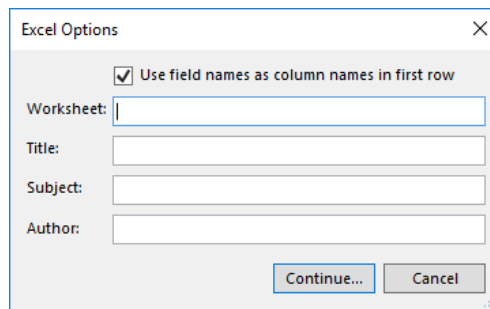 Excel Options
Use field names as column names in first row
Worksheet:
Title:
Subject:
Author:
Continue... Cancel